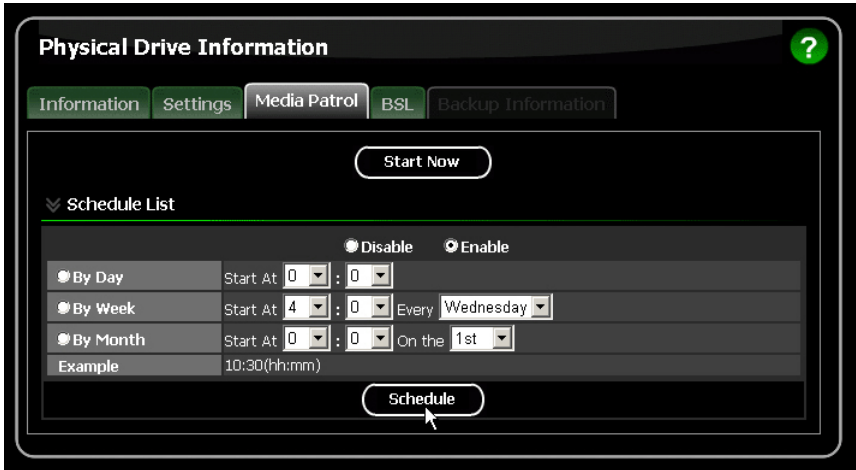 Physical Drive Information
?
Information Settings Media Patrol BSL Backup Information
Start Now
Schedule List
Disable Enable
By Day Start At 0 : 0
By Week Start At 4 : 0 Every Wednesday
By Month Start At 0 : 0 On the 1st
Example 10:30(hh:mm)
Schedule